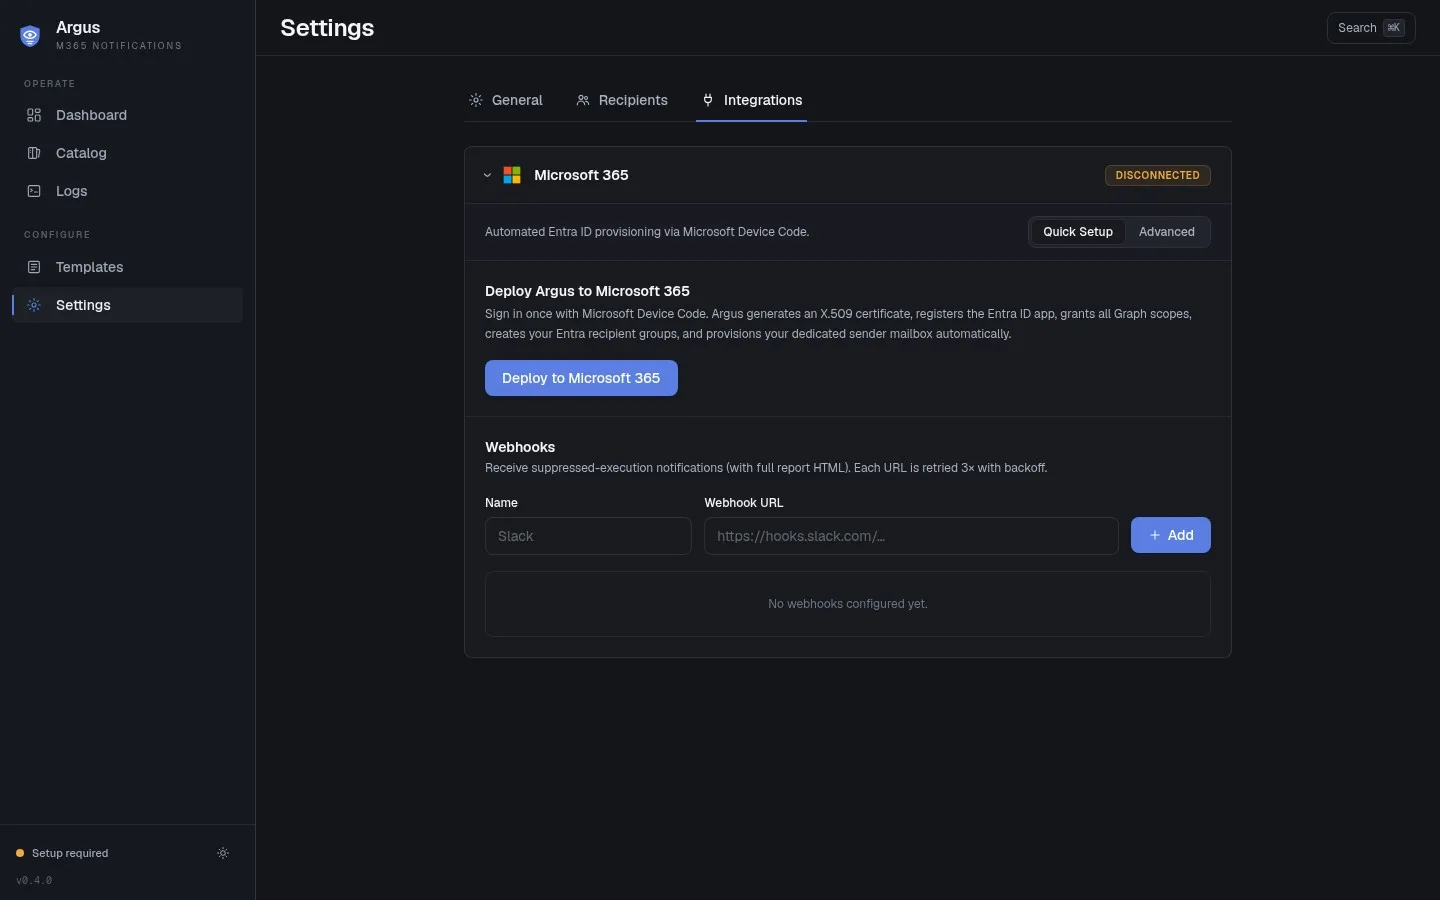 Argus
M365 NOTIFICATIONS
OPERATE
Dashboard
Catalog
Logs
CONFIGURE
Templates
Settings
Setup required
v0.4.0
Settings
Search ⌘K
General
Recipients
Integrations
Microsoft 365
DISCONNECTED
Automated Entra ID provisioning via Microsoft Device Code.
Quick Setup
Advanced
Deploy Argus to Microsoft 365
Sign in once with Microsoft Device Code. Argus generates an X.509 certificate, registers the Entra ID app, grants all Graph scopes,
creates your Entra recipient groups, and provisions your dedicated sender mailbox automatically.
Deploy to Microsoft 365
Webhooks
Receive suppressed-execution notifications (with full report HTML). Each URL is retried 3× with backoff.
Name
Webhook URL
Slack
https://hooks.slack.com/...
+ Add
No webhooks configured yet.